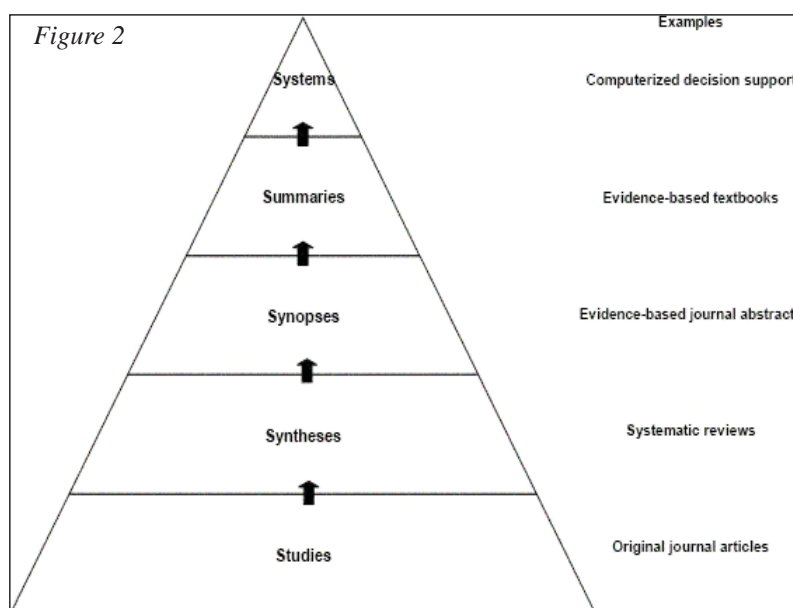 Figure 2
Examples
Systems
Computerized decision support
Summaries
Evidence-based textbooks
Synopses
Evidence-based journal abstract
Syntheses
Systematic reviews
Studies
Original journal articles